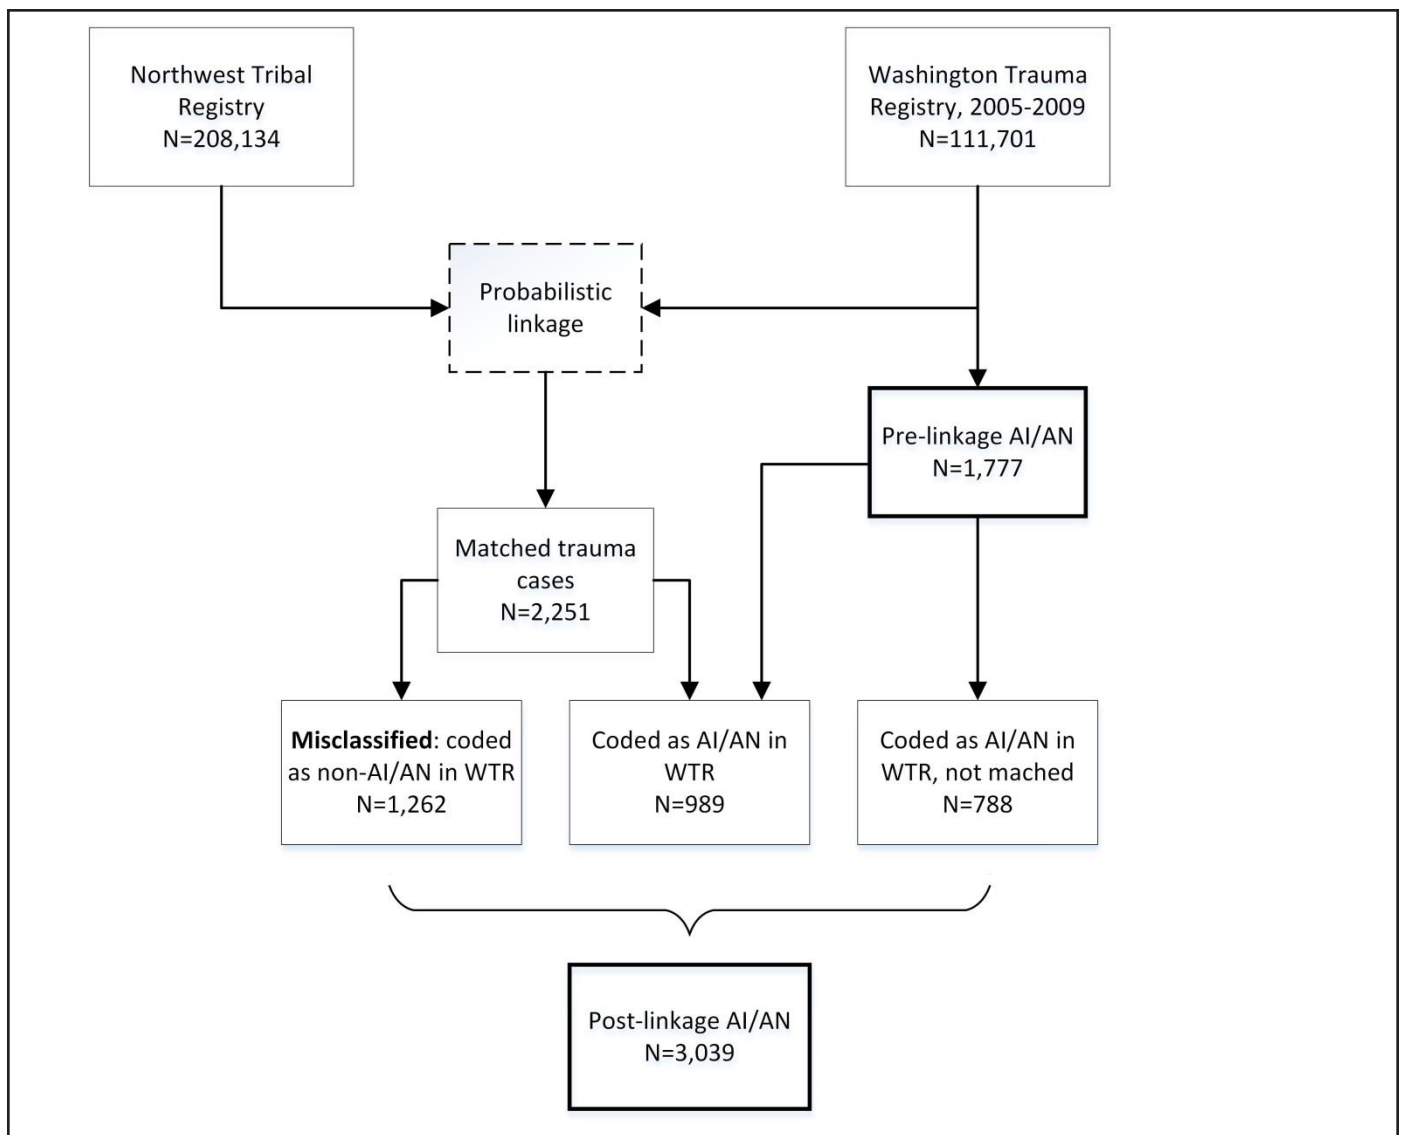 Northwest Tribal
Registry
N=208,134
Washington Trauma
Registry, 2005-2009
N=111,701
Probabilistic
linkage
Pre-linkage AI/AN
N=1,777
Matched trauma
cases
N=2,251
Misclassified: coded
as non-AI/AN in WTR
N=1,262
Coded as AI/AN in
WTR
N=989
Coded as AI/AN in
WTR, not mached
N=788
Post-linkage AI/AN
N=3,039